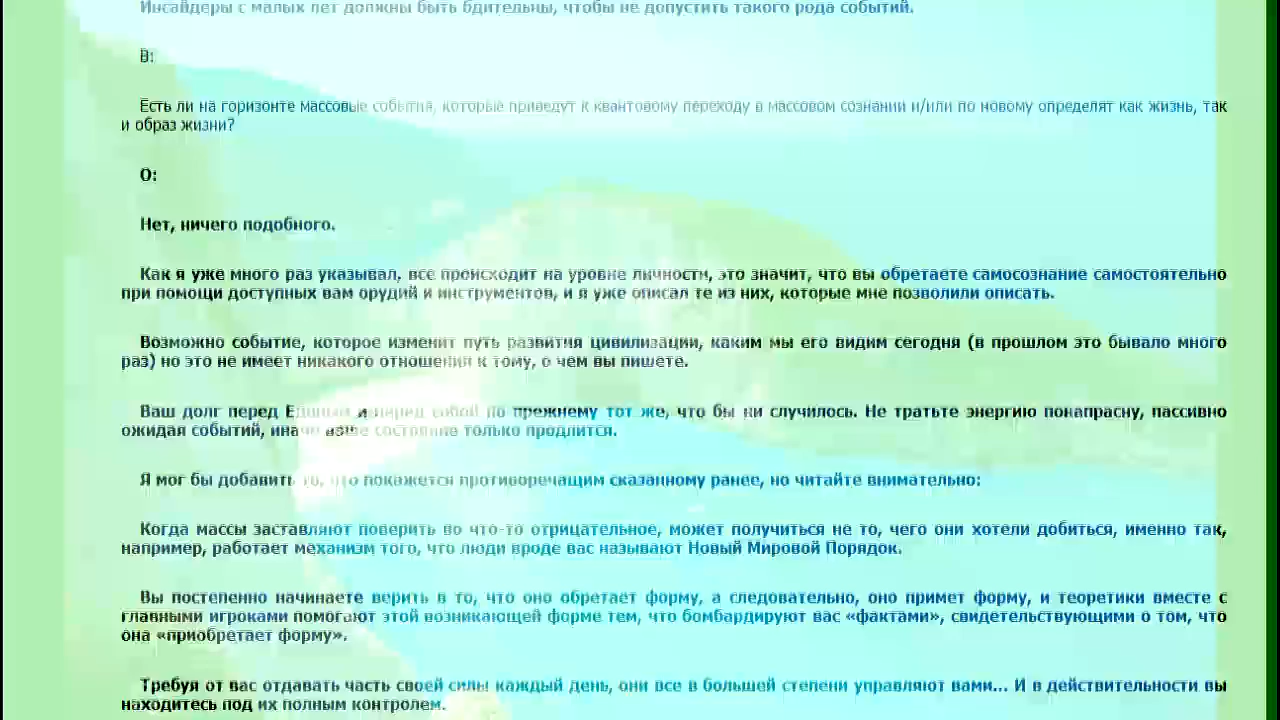 Инсайдеры с малых лет должны быть бдительны, чтобы не допустить такого рода событий.
В:
Есть ли на горизонте массовые события, которые приведут к квантовому переходу в массовом сознании и/или по новому определят как жизнь, так
и образ жизни?
О:
Нет, ничего подобного.
Как я уже много раз указывал, все происходит на уровне личности, это значит, что вы обретаете самосознание самостоятельно
при помощи доступных вам орудий и инструментов, и я уже описал те из них, которые мне позволили описать.
Возможно событие, которое изменит путь развития цивилизации, каким мы его видим сегодня (в прошлом это бывало много
раз) но это не имеет никакого отношения к тому, о чем вы пишете.
Ваш долг перед Единым и перед собой по прежнему тот же, что бы ни случилось. Не тратьте энергию понапрасну, пассивно
ожидая событий, иначе ваше состояние только продлится.
Я мог бы добавить то, что покажется противоречащим сказанному ранее, но читайте внимательно:
Когда массы заставляют поверить во что-то отрицательное, может получиться не то, чего они хотели добиться, именно так,
например, работает механизм того, что люди вроде вас называют Новый Мировой Порядок.
Вы постепенно начинаете верить в то, что оно обретает форму, а следовательно, оно примет форму, и теоретики вместе с
главными игроками помогают этой возникающей форме тем, что бомбардируют вас «фактами», свидетельствующими о том, что
она «приобретает форму».
Требуя от вас отдавать часть своей силы каждый день, они все в большей степени управляют вами... И в действительности вы
находитесь под их полным контролем.